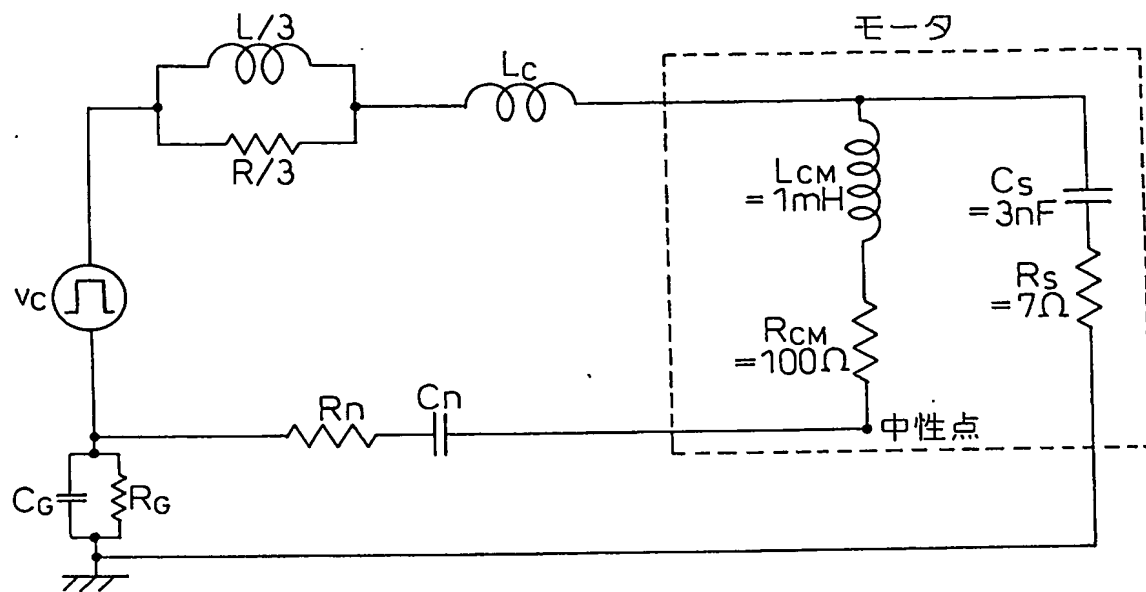 モータ
L/3
R/3
LC
LCM
=1mH
CS
=3nF
RS
=7Ω
RCM
=100Ω
vC
Rn
Cn
中性点
CG
RG